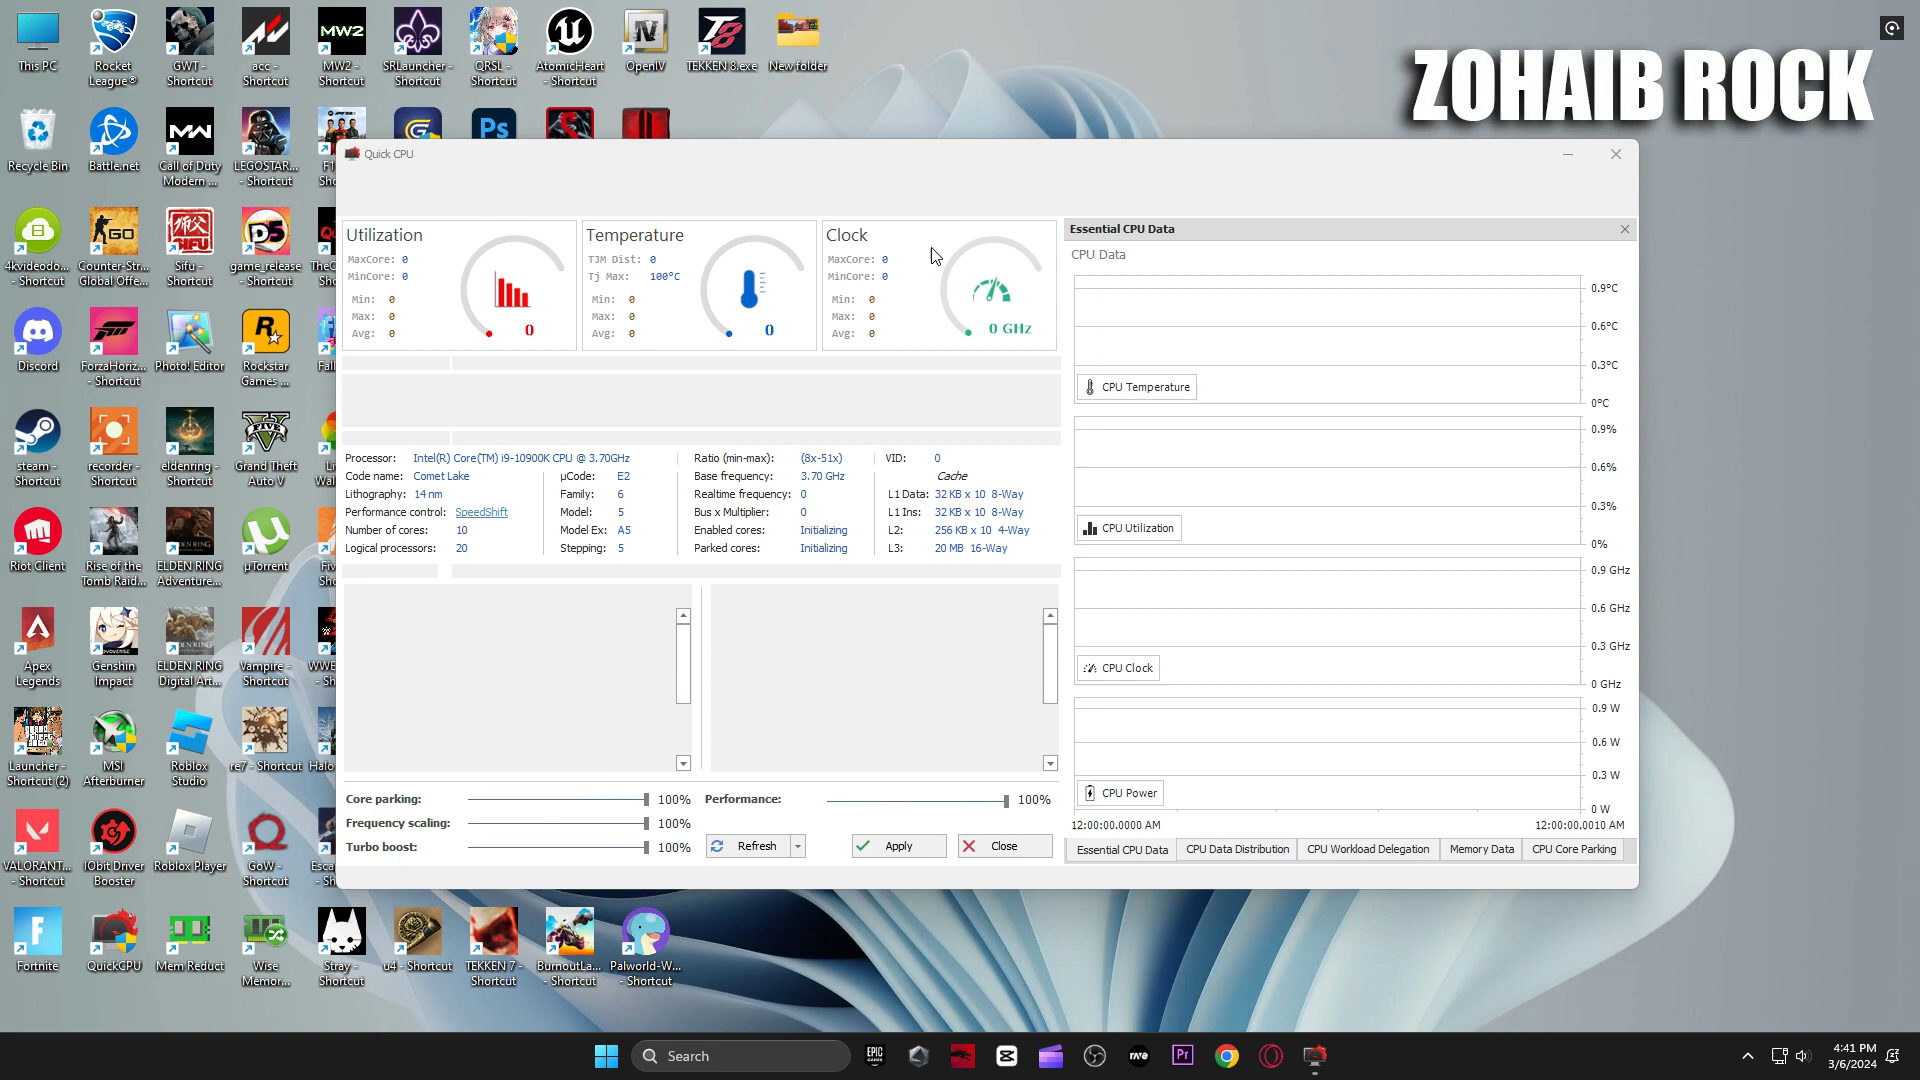 This PC
Rocket
League®
GWT -
Shortcut
acc -
Shortcut
MW2
MW2 -
Shortcut
SRLauncher -
Shortcut
QRSL -
Shortcut
AtomicHeart
- Shortcut
OpenIV
T8
TEKKEN 8.exe
New folder
ZOHAIB ROCK
Recycle Bin
Battle.net
Call of Duty
Modern ...
LEGOSTAR...
- Shortcut
Ps
4kvideodo...
- Shortcut
GO
Counter-Str...
Global Offe...
Sifu -
Shortcut
D5
game_release
- Shortcut
Discord
ForzaHoriz...
- Shortcut
Photo! Editor
Rockstar
Games ...
steam -
Shortcut
recorder -
Shortcut
eldenring -
Shortcut
Grand Theft
Auto V
Riot Client
Rise of the
Tomb Raid...
ELDEN RING
Adventure...
µTorrent
Apex
Legends
Genshin
Impact
ELDEN RING
Digital Art...
Vampire -
Shortcut
Launcher -
Shortcut (2)
MSI
Afterburner
Roblox
Studio
re7 - Shortcut
VALORANT...
- Shortcut
IObit Driver
Booster
Roblox Player
GoW -
Shortcut
Fortnite
QuickCPU
Mem Reduct
Wise
Memor...
Stray -
Shortcut
u4 - Shortcut
TEKKEN 7 -
Shortcut
BurnoutLa...
- Shortcut
Palworld-W...
- Shortcut
Quick CPU
Utilization
MaxCore: 0
MinCore: 0
Min: 0
Max: 0
Avg: 0
0
Temperature
TJM Dist: 0
Tj Max: 100°C
Min: 0
Max: 0
Avg: 0
0
Clock
MaxCore: 0
MinCore: 0
Min: 0
Max: 0
Avg: 0
0 GHz
Processor: Intel(R) Core(TM) i9-10900K CPU @ 3.70GHz
Code name: Comet Lake
Lithography: 14 nm
Performance control: SpeedShift
Number of cores: 10
Logical processors: 20
µCode: E2
Family: 6
Model: 5
Model Ex: A5
Stepping: 5
Ratio (min-max): (8x-51x)
Base frequency: 3.70 GHz
Realtime frequency: 0
Bus x Multiplier: 0
Enabled cores: Initializing
Parked cores: Initializing
VID: 0
Cache
L1 Data: 32 KB x 10 8-Way
L1 Ins: 32 KB x 10 8-Way
L2: 256 KB x 10 4-Way
L3: 20 MB 16-Way
Core parking: 100%
Frequency scaling: 100%
Turbo boost: 100%
Performance: 100%
Refresh
Apply
Close
Essential CPU Data
CPU Data
0.9°C
0.6°C
0.3°C
0°C
CPU Temperature
0.9%
0.6%
0.3%
0%
CPU Utilization
0.9 GHz
0.6 GHz
0.3 GHz
0 GHz
CPU Clock
0.9 W
0.6 W
0.3 W
0 W
CPU Power
12:00:00.0000 AM
12:00:00.0010 AM
Essential CPU Data
CPU Data Distribution
CPU Workload Delegation
Memory Data
CPU Core Parking
Search
EPIC
GAMES
Pr
4:41 PM
3/6/2024